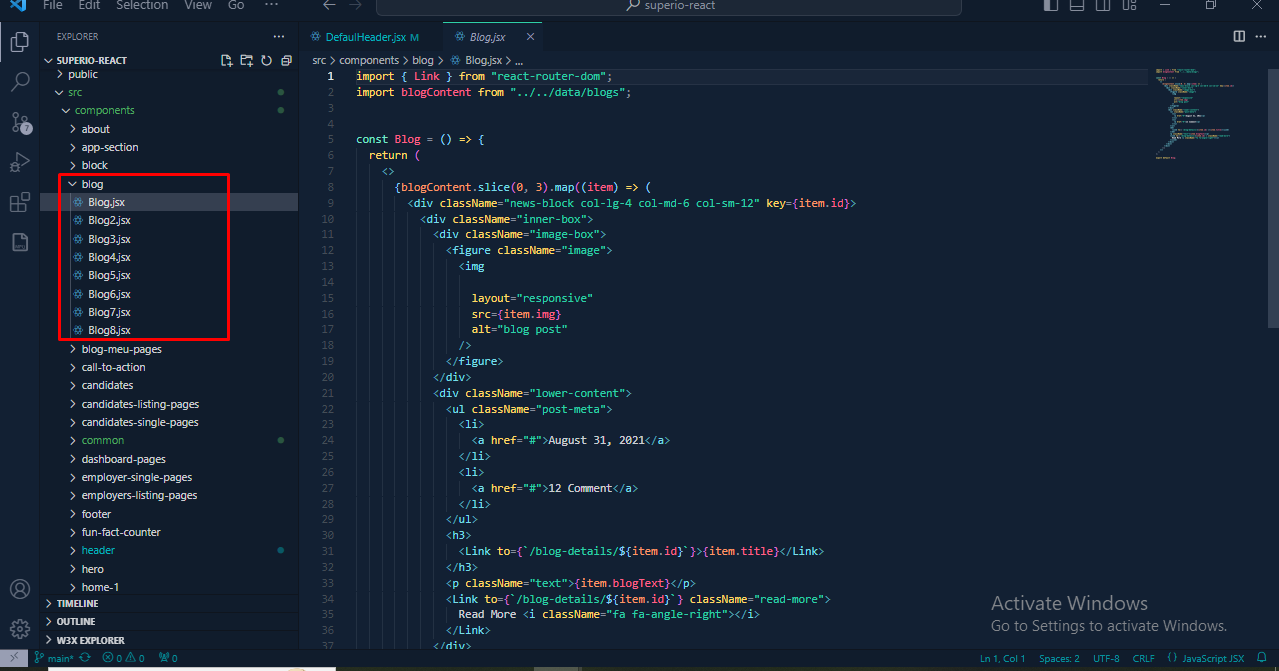 File Edit Selection View Go ··· superio-react
EXPLORER ···
SUPERIO-REACT
public
src
components
about
app-section
block
blog
Blog.jsx
Blog2.jsx
Blog3.jsx
Blog4.jsx
Blog5.jsx
Blog6.jsx
Blog7.jsx
Blog8.jsx
blog-meu-pages
call-to-action
candidates
candidates-listing-pages
candidates-single-pages
common
dashboard-pages
employer-single-pages
employers-listing-pages
footer
fun-fact-counter
header
hero
home-1
TIMELINE
OUTLINE
W3X EXPLORER
7
DefaulHeader.jsx M Blog.jsx
src > components > blog > Blog.jsx > ...
1 import { Link } from "react-router-dom";
2 import blogContent from "../../data/blogs";
3
4
5 const Blog = () => {
6 return (
7 <>
8 {blogContent.slice(0, 3).map((item) => (
9 <div className="news-block col-lg-4 col-md-6 col-sm-12" key={item.id}>
10 <div className="inner-box">
11 <div className="image-box">
12 <figure className="image">
13 <img
14
15 layout="responsive"
16 src={item.img}
17 alt="blog post"
18 />
19 </figure>
20 </div>
21 <div className="lower-content">
22 <ul className="post-meta">
23 <li>
24 <a href="#">August 31, 2021</a>
25 </li>
26 <li>
27 <a href="#">12 Comment</a>
28 </li>
29 </ul>
30 <h3>
31 <Link to={`/blog-details/${item.id}`}>{item.title}</Link>
32 </h3>
33 <p className="text">{item.blogText}</p>
34 <Link to={`/blog-details/${item.id}`} className="read-more">
35 Read More <i className="fa fa-angle-right"></i>
36 </Link>
37 </div>
Activate Windows
Go to Settings to activate Windows.
main* 0 0 0 Ln 1, Col 1 Spaces: 2 UTF-8 CRLF {} JavaScript JSX